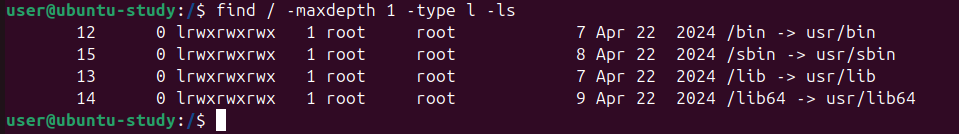 user@ubuntu-study:/$ find / -maxdepth 1 -type l -ls
       12      0 lrwxrwxrwx   1 root     root            7 Apr 22  2024 /bin -> usr/bin
       15      0 lrwxrwxrwx   1 root     root            8 Apr 22  2024 /sbin -> usr/sbin
       13      0 lrwxrwxrwx   1 root     root            7 Apr 22  2024 /lib -> usr/lib
       14      0 lrwxrwxrwx   1 root     root            9 Apr 22  2024 /lib64 -> usr/lib64
user@ubuntu-study:/$